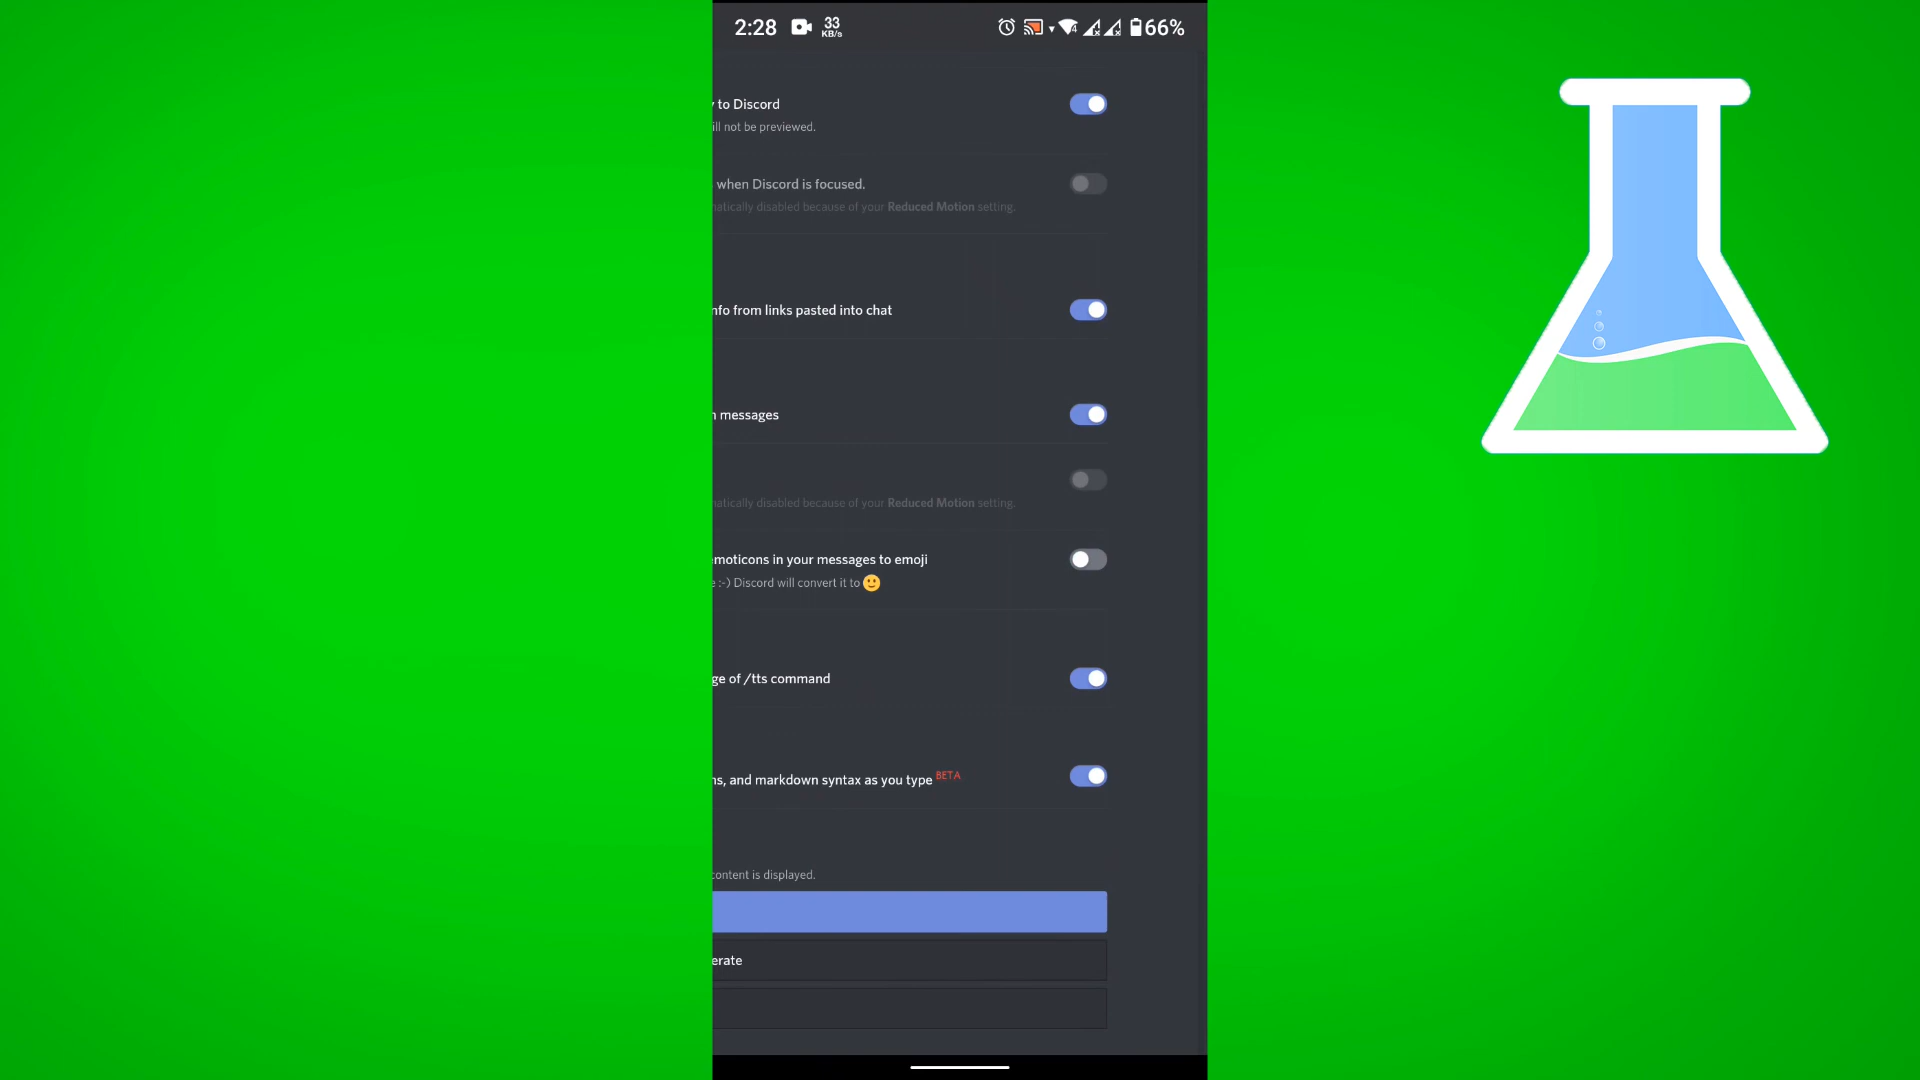 2:28 33 KB/s 66%
to Discord
ill not be previewed.
when Discord is focused.
natically disabled because of your Reduced Motion setting.
nfo from links pasted into chat
messages
natically disabled because of your Reduced Motion setting.
moticons in your messages to emoji
:-) Discord will convert it to 🙂
ge of /tts command
ns, and markdown syntax as you type BETA
content is displayed.
erate